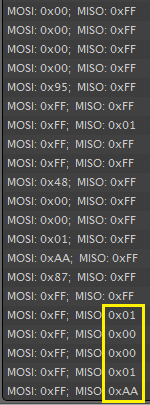 MOSI: 0x00;  MISO: 0xFF
MOSI: 0x00;  MISO: 0xFF
MOSI: 0x00;  MISO: 0xFF
MOSI: 0x00;  MISO: 0xFF
MOSI: 0x95;  MISO: 0xFF
MOSI: 0xFF;  MISO: 0x01
MOSI: 0xFF;  MISO: 0xFF
MOSI: 0xFF;  MISO: 0xFF
MOSI: 0x48;  MISO: 0xFF
MOSI: 0x00;  MISO: 0xFF
MOSI: 0x00;  MISO: 0xFF
MOSI: 0x01;  MISO: 0xFF
MOSI: 0xAA;  MISO: 0xFF
MOSI: 0x87;  MISO: 0xFF
MOSI: 0xFF;  MISO: 0xFF
MOSI: 0xFF;  MISO: 0x01
MOSI: 0xFF;  MISO: 0x00
MOSI: 0xFF;  MISO: 0x00
MOSI: 0xFF;  MISO: 0x01
MOSI: 0xFF;  MISO: 0xAA